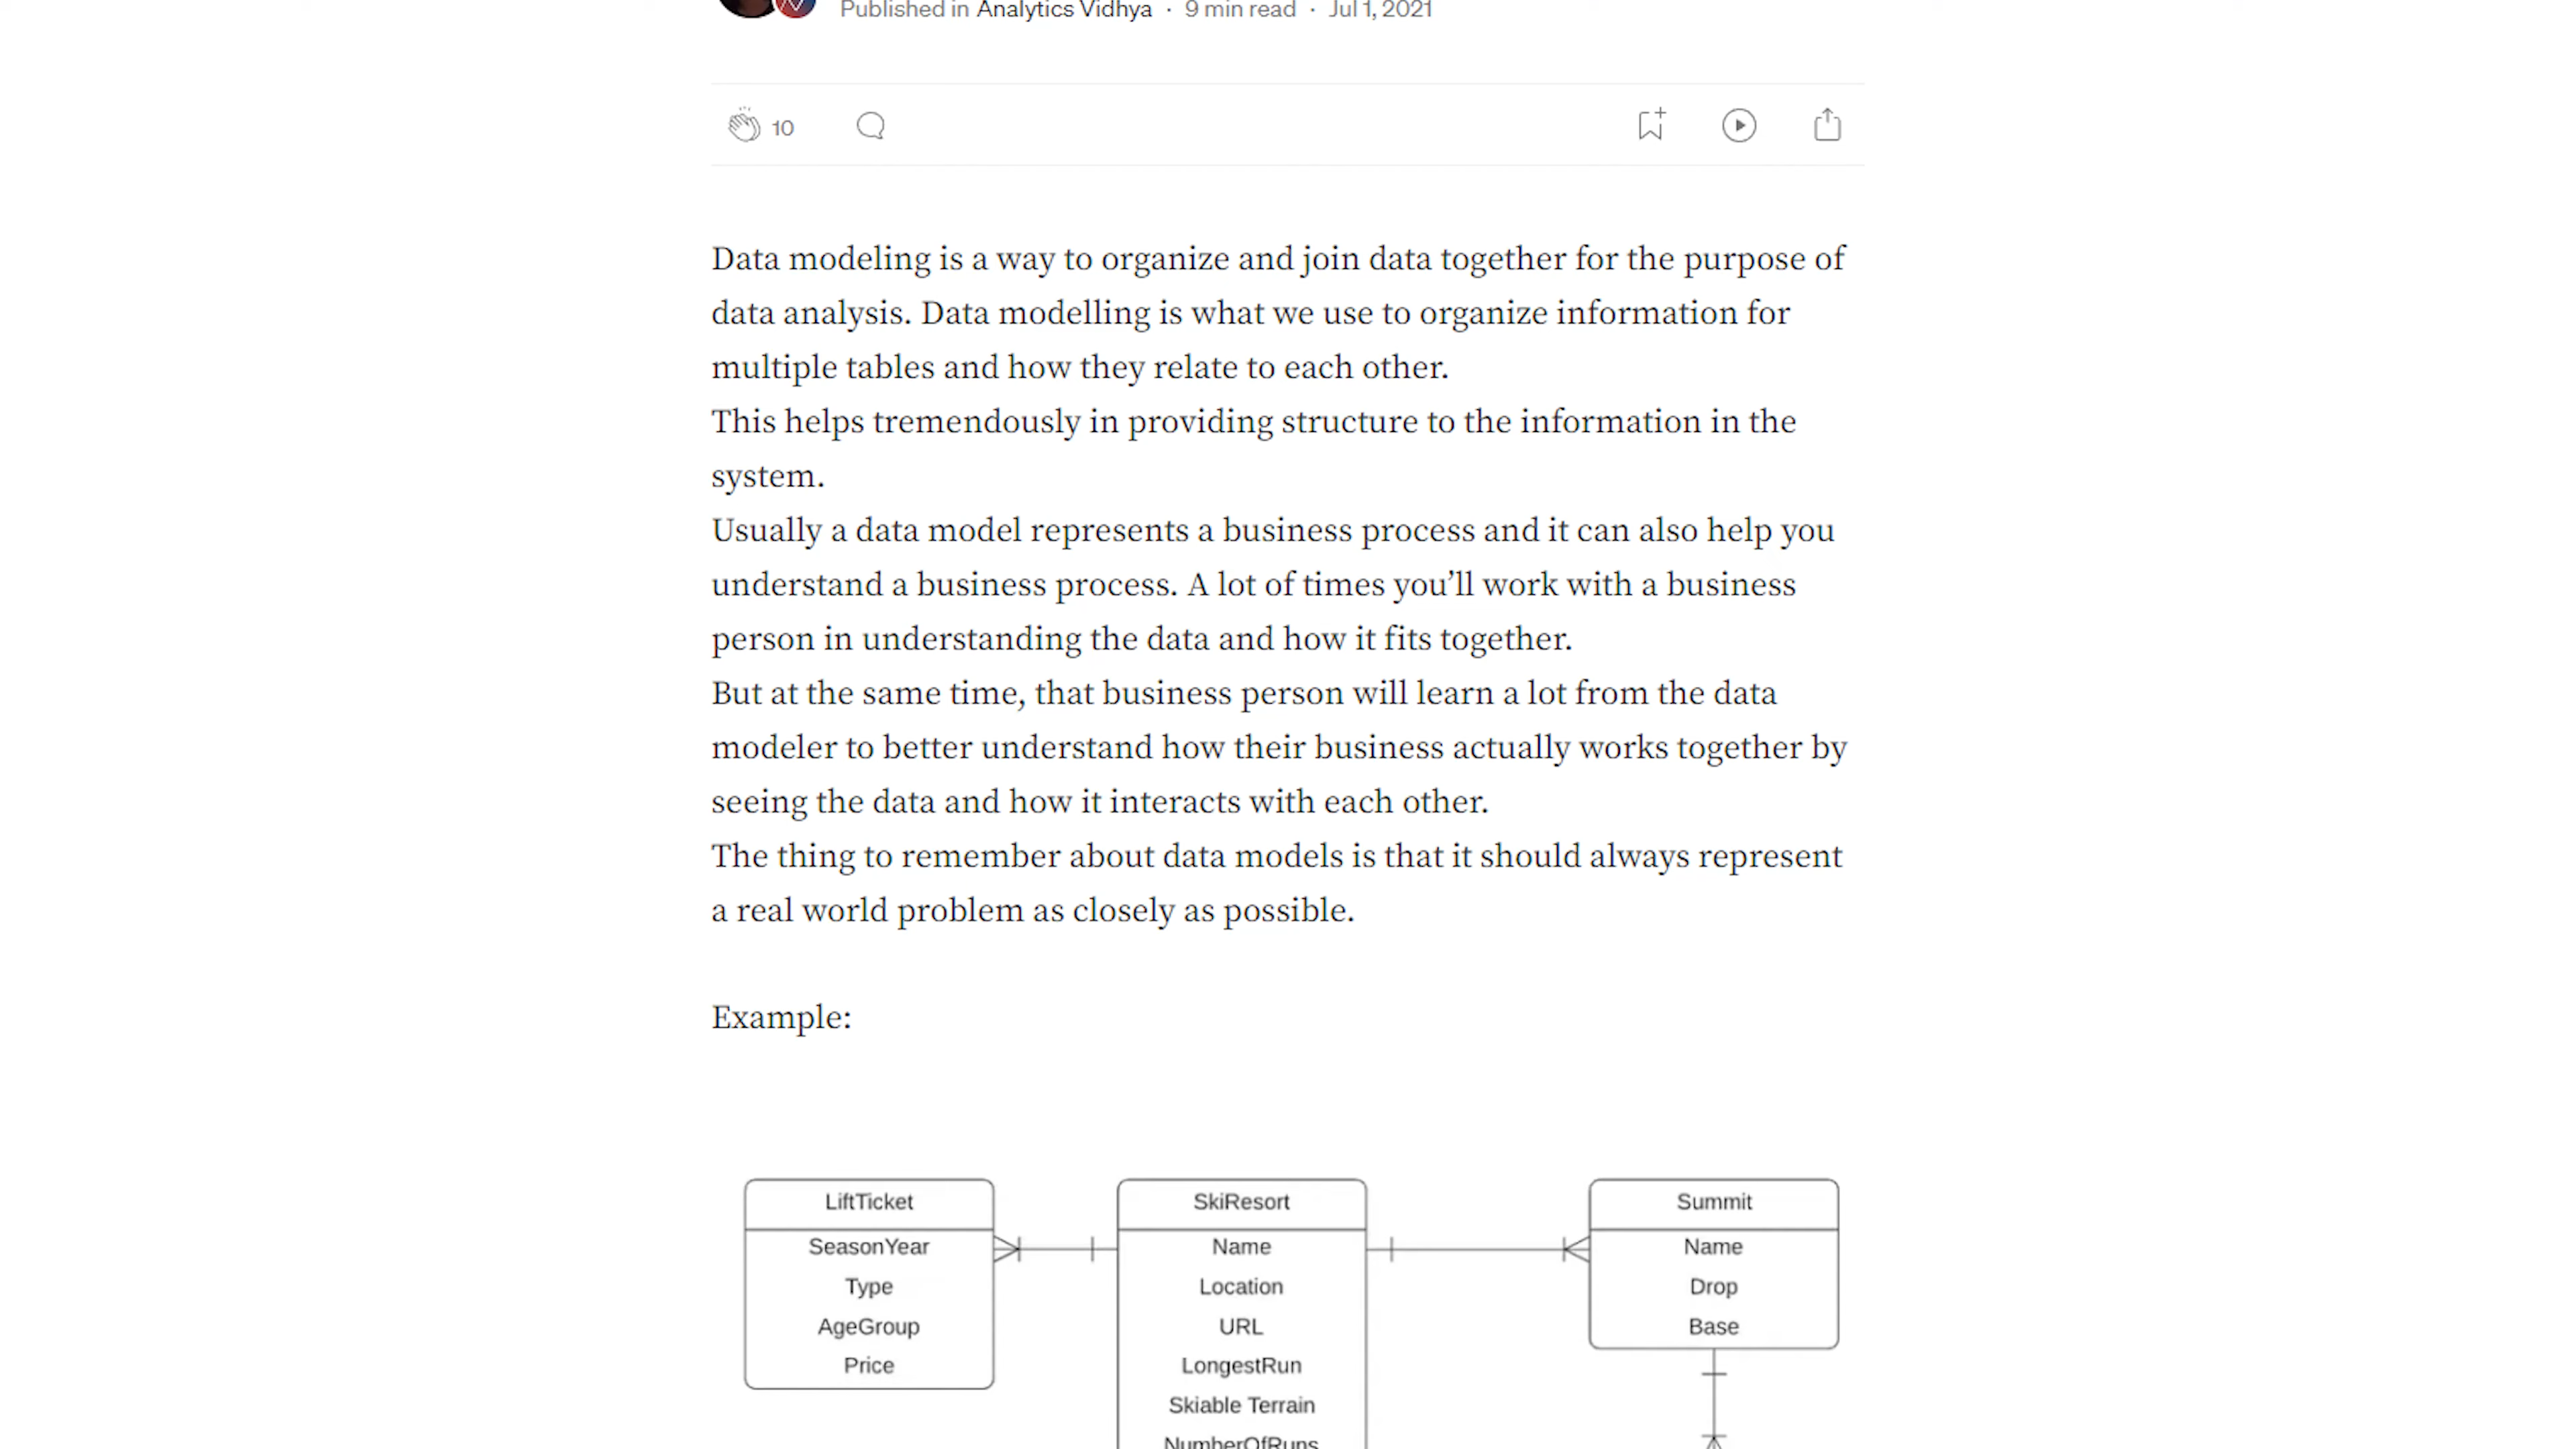 Published in Analytics Vidhya · 9 min read · Jul 1, 2021
10
Data modeling is a way to organize and join data together for the purpose of
data analysis. Data modelling is what we use to organize information for
multiple tables and how they relate to each other.
This helps tremendously in providing structure to the information in the
system.
Usually a data model represents a business process and it can also help you
understand a business process. A lot of times you’ll work with a business
person in understanding the data and how it fits together.
But at the same time, that business person will learn a lot from the data
modeler to better understand how their business actually works together by
seeing the data and how it interacts with each other.
The thing to remember about data models is that it should always represent
a real world problem as closely as possible.
Example:
LiftTicket
SeasonYear
Type
AgeGroup
Price
SkiResort
Name
Location
URL
LongestRun
Skiable Terrain
NumberOfRuns
Summit
Name
Drop
Base